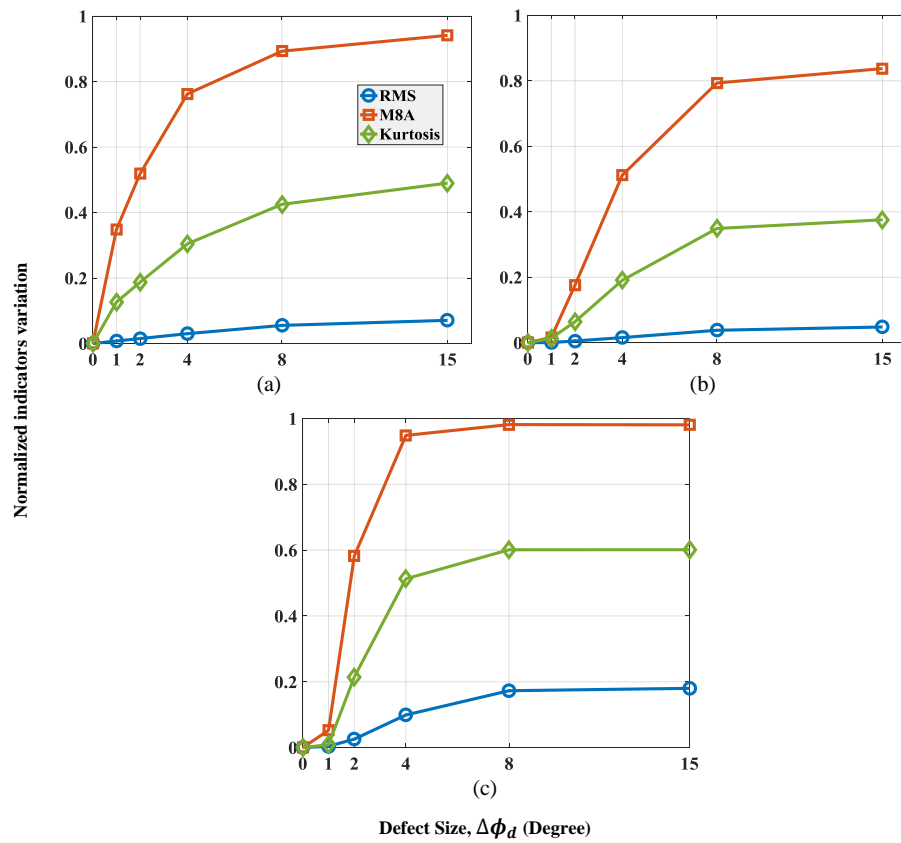 1
0.8
0.6
0.4
0.2
0
0 1 2 4 8 15
RMS
M8A
Kurtosis
(a)
1
0.8
0.6
0.4
0.2
0
0 1 2 4 8 15
(b)
Normalized indicators variation
1
0.8
0.6
0.4
0.2
0
0 1 2 4 8 15
(c)
Defect Size, Δϕd (Degree)